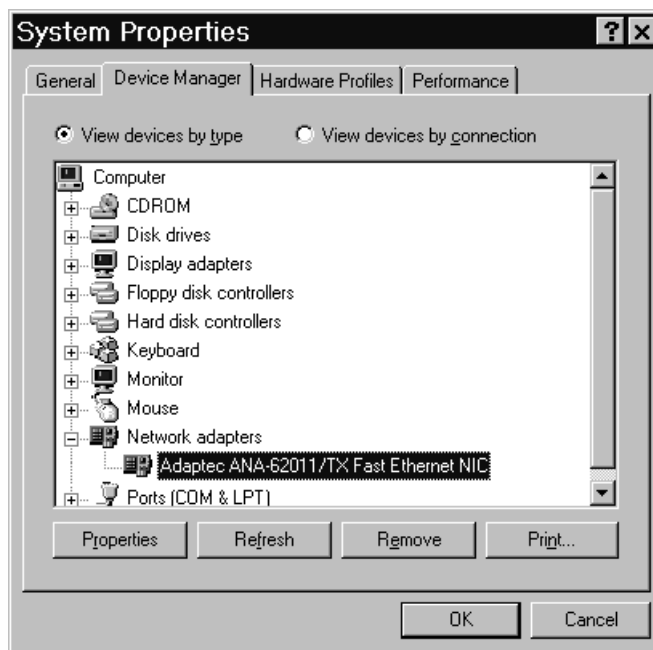 System Properties
General Device Manager Hardware Profiles Performance
View devices by type View devices by connection
Computer
CDROM
Disk drives
Display adapters
Floppy disk controllers
Hard disk controllers
Keyboard
Monitor
Mouse
Network adapters
Adaptec ANA-62011/TX Fast Ethernet NIC
Ports (COM & LPT)
Properties Refresh Remove Print...
OK Cancel